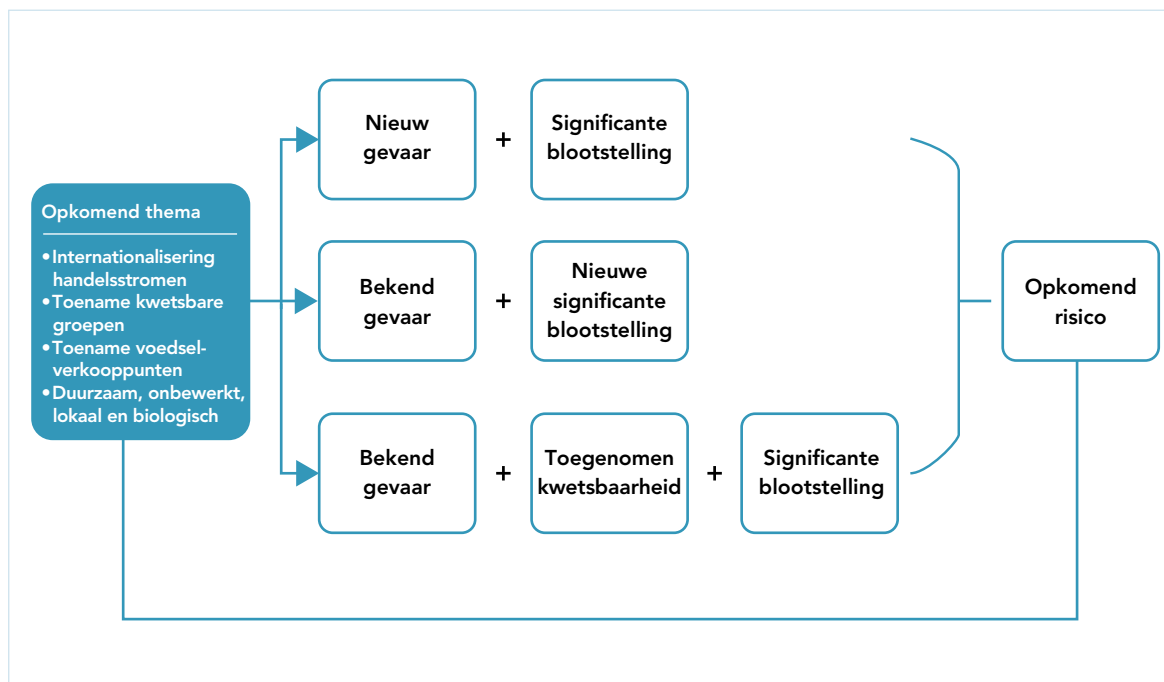 Opkomend thema
•Internationalisering
handelsstromen
•Toename kwetsbare
groepen
•Toename voedsel-
verkooppunten
•Duurzaam, onbewerkt,
lokaal en biologisch
Nieuw
gevaar
+
Significante
blootstelling
Bekend
gevaar
+
Nieuwe
significante
blootstelling
Bekend
gevaar
+
Toegenomen
kwetsbaarheid
+
Significante
blootstelling
Opkomend
risico